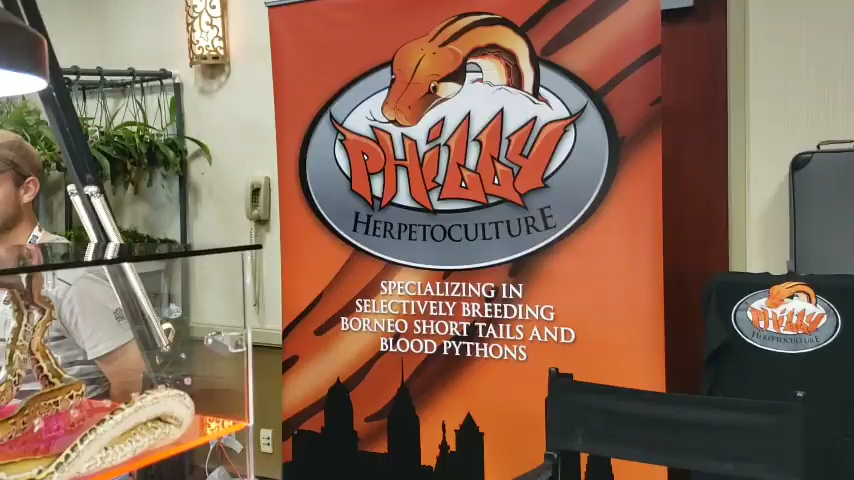 PHILLY
HERPETOCULTURE
SPECIALIZING IN
SELECTIVELY BREEDING
BORNEO SHORT TAILS AND
BLOOD PYTHONS
PHILLY
HERPETOCULTURE